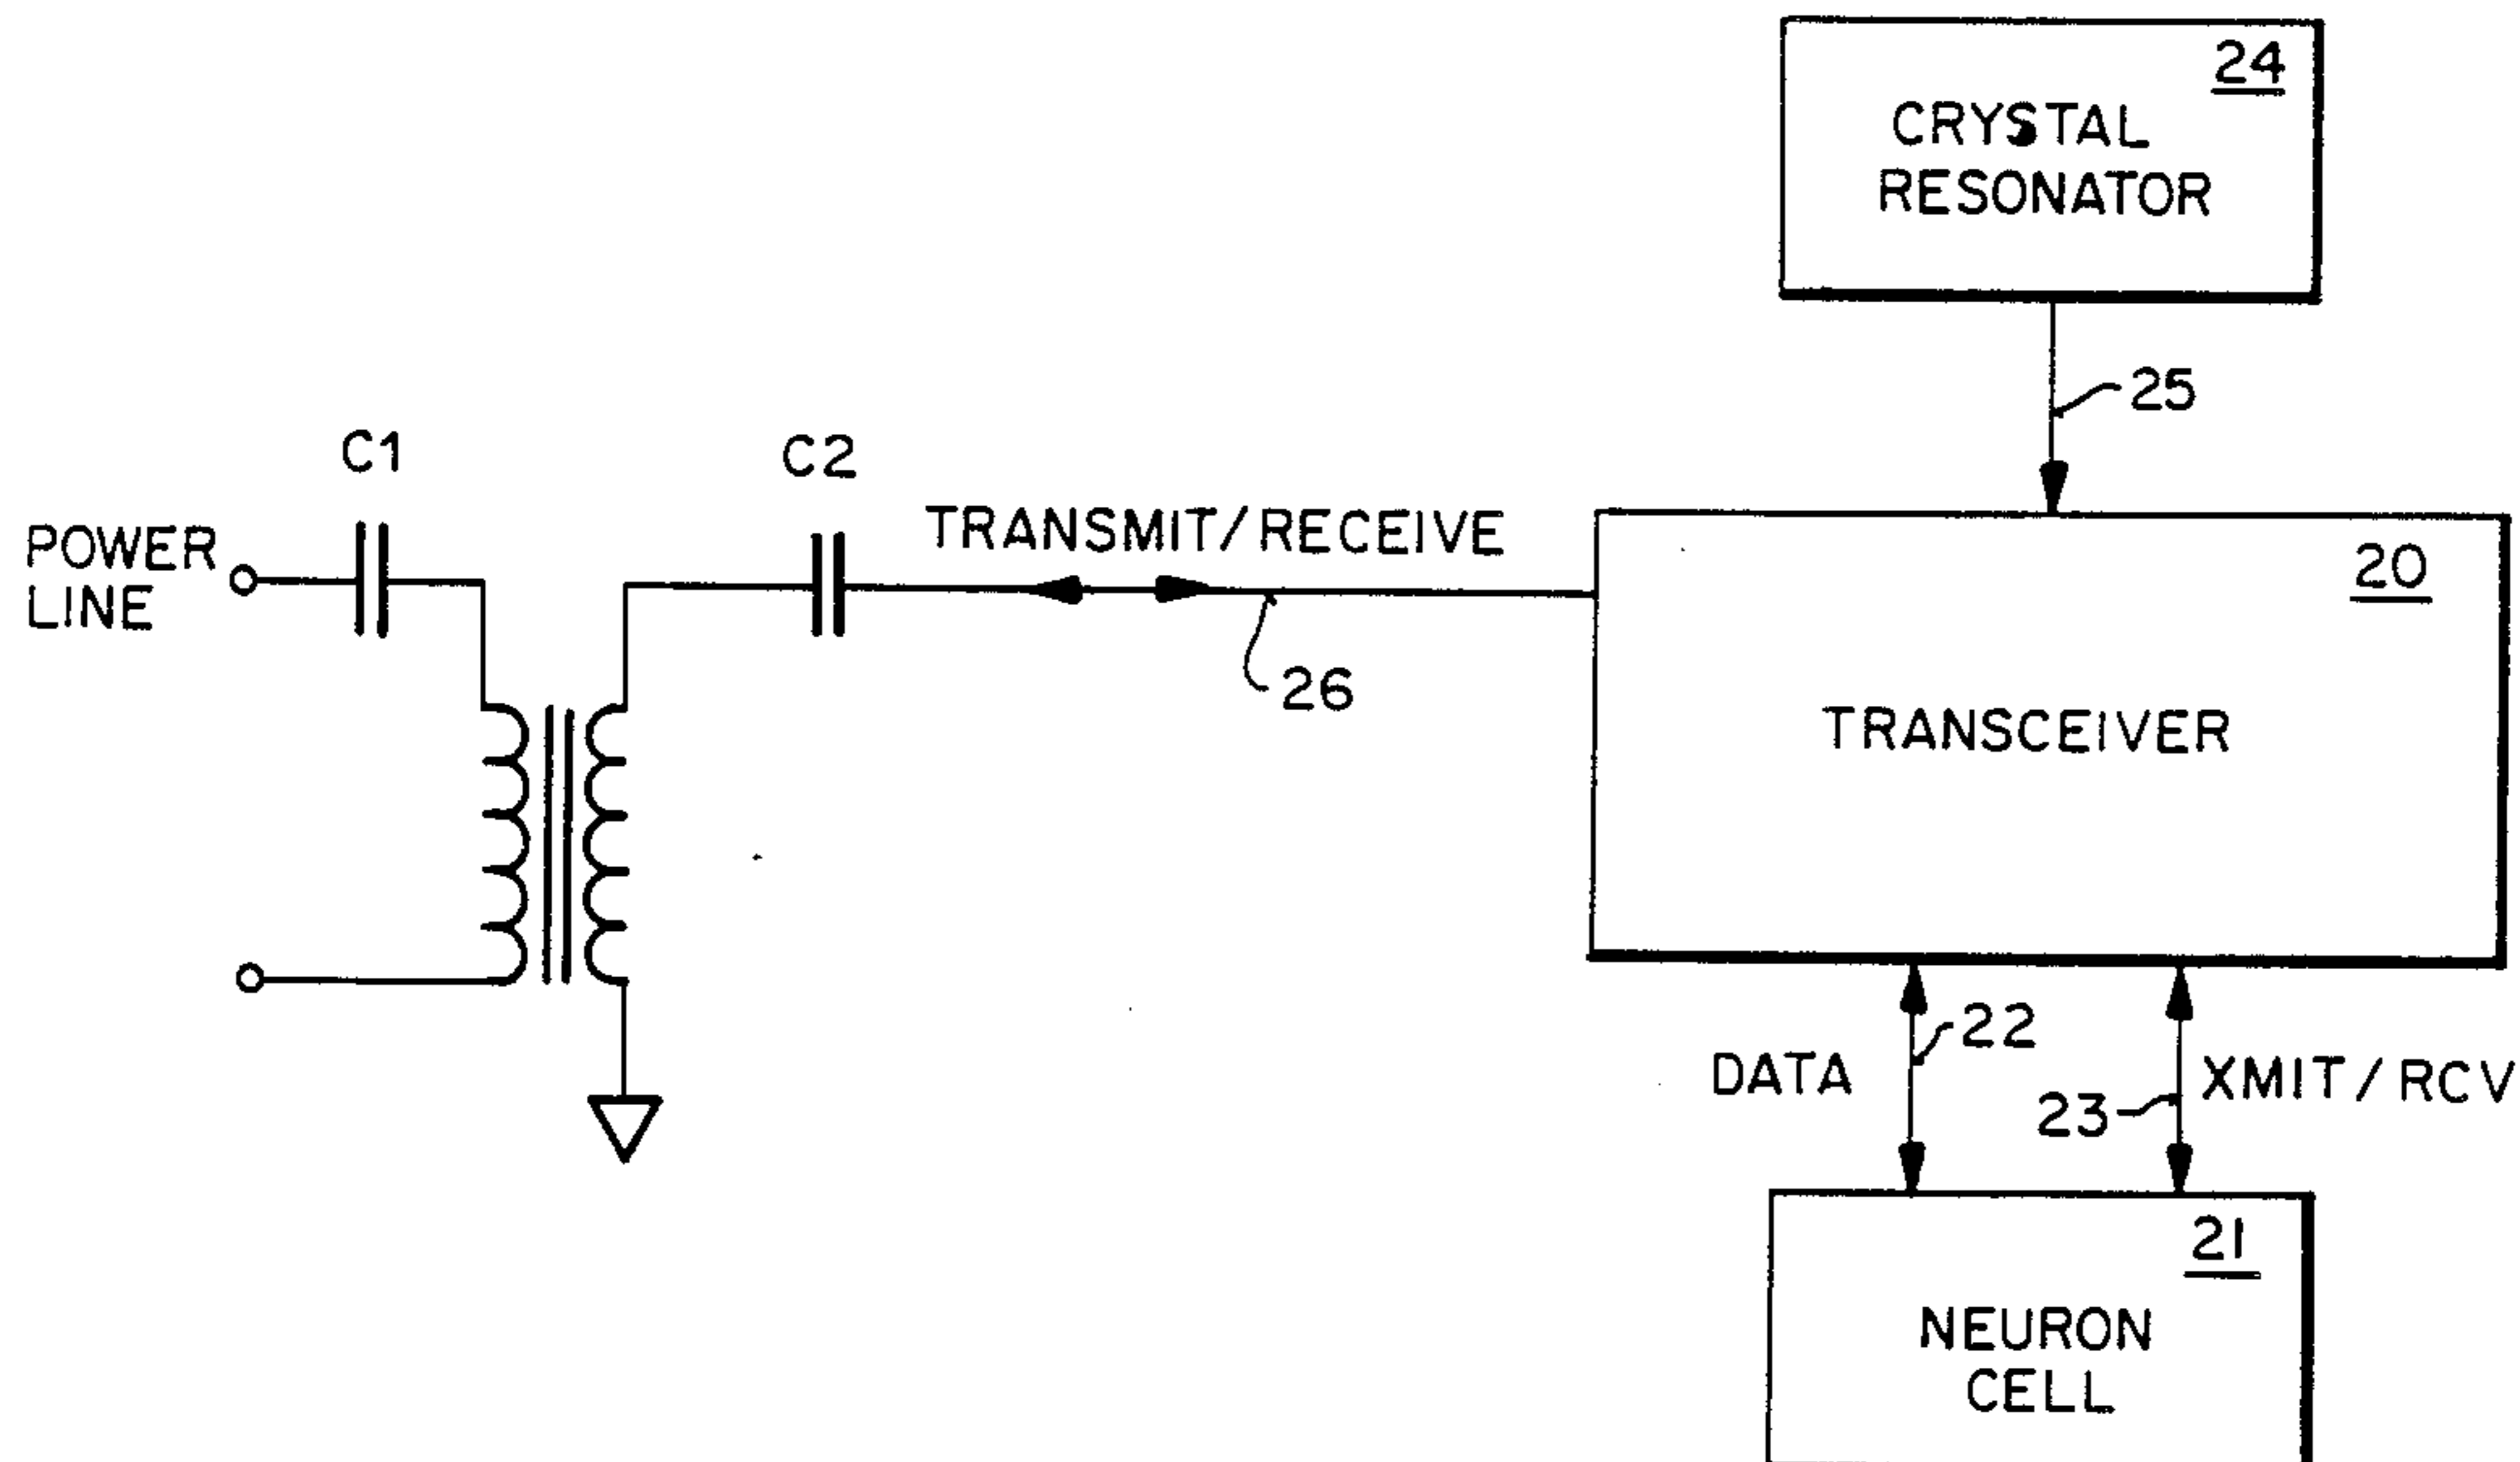 24
CRYSTAL
RESONATOR
25
C1
C2
POWER
LINE
TRANSMIT/RECEIVE
26
20
TRANSCEIVER
DATA
22
23
XMIT/RCV
21
NEURON
CELL